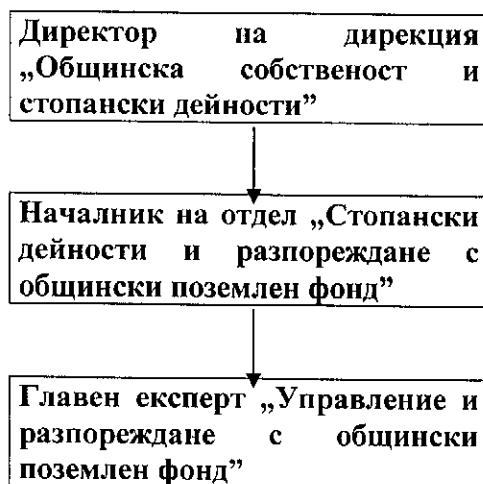 Директор на дирекция
„Общинска собственост и
стопански дейности”
Началник на отдел „Стопански
дейности и разпореждане с
общински поземлен фонд”
Главен експерт „Управление и
разпореждане с общински
поземлен фонд”